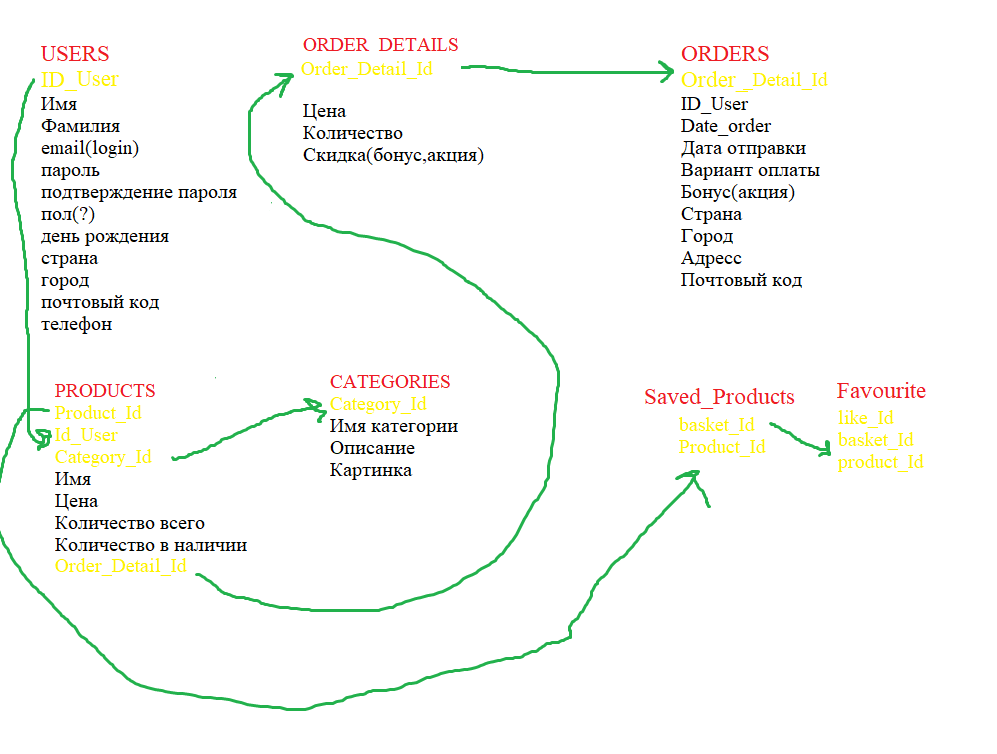 USERS
ID_User
Имя
Фамилия
email(login)
пароль
подтверждение пароля
пол(?)
день рождения
страна
город
почтовый код
телефон
ORDER DETAILS
Order_Detail_Id
Цена
Количество
Скидка(бонус,акция)
ORDERS
Order_Detail_Id
ID_User
Date_order
Дата отправки
Вариант оплаты
Бонус(акция)
Страна
Город
Адресс
Почтовый код
PRODUCTS
Product_Id
Id_User
Category_Id
Имя
Цена
Количество всего
Количество в наличии
Order_Detail_Id
CATEGORIES
Category_Id
Имя категории
Описание
Картинка
Saved_Products
basket_Id
Product_Id
Favourite
like_Id
basket_Id
product_Id